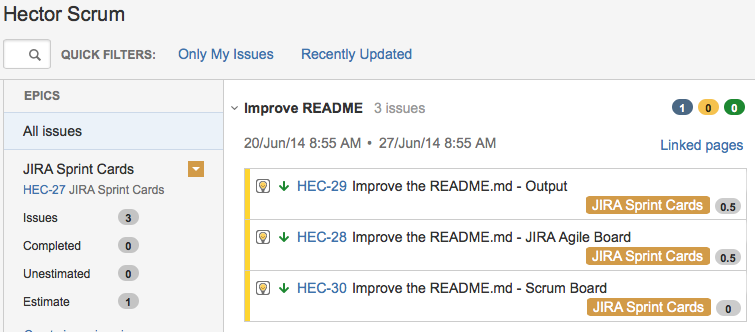 Hector Scrum
QUICK FILTERS: Only My Issues Recently Updated
EPICS
All issues
JIRA Sprint Cards
HEC-27 JIRA Sprint Cards
Issues 3
Completed 0
Unestimated 0
Estimate 1
Improve README 3 issues 1 0 0
20/Jun/14 8:55 AM • 27/Jun/14 8:55 AM Linked pages
HEC-29 Improve the README.md - Output
JIRA Sprint Cards 0.5
HEC-28 Improve the README.md - JIRA Agile Board
JIRA Sprint Cards 0.5
HEC-30 Improve the README.md - Scrum Board
JIRA Sprint Cards 0